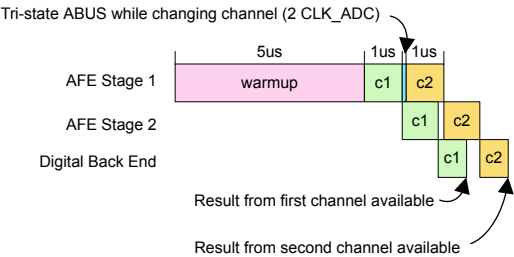 Tri-state ABUS while changing channel (2 CLK_ADC)
5us 1us 1us
AFE Stage 1 warmup c1 c2
AFE Stage 2 c1 c2
Digital Back End c1 c2
Result from first channel available
Result from second channel available